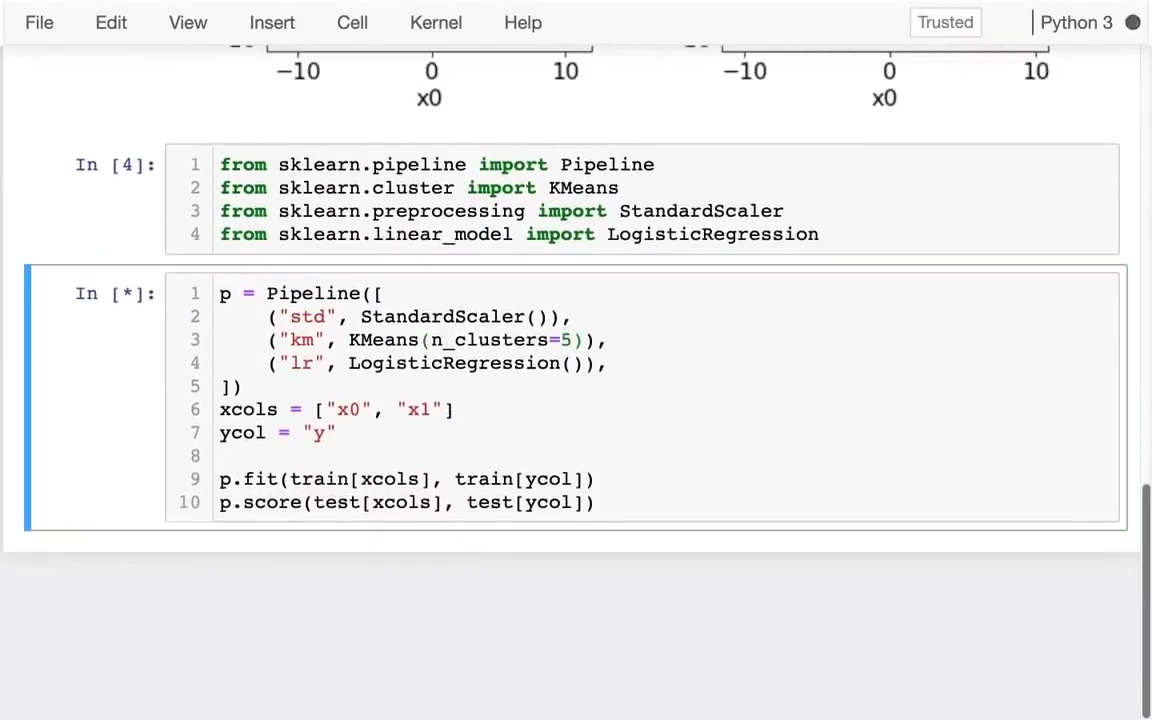 File Edit View Insert Cell Kernel Help Trusted Python 3
−10 0 10 −10 0 10
x0 x0
In [4]: 1 from sklearn.pipeline import Pipeline
2 from sklearn.cluster import KMeans
3 from sklearn.preprocessing import StandardScaler
4 from sklearn.linear_model import LogisticRegression
In [*]: 1 p = Pipeline([
2     ("std", StandardScaler()),
3     ("km", KMeans(n_clusters=5)),
4     ("lr", LogisticRegression()),
5 ])
6 xcols = ["x0", "x1"]
7 ycol = "y"
8
9 p.fit(train[xcols], train[ycol])
10 p.score(test[xcols], test[ycol])